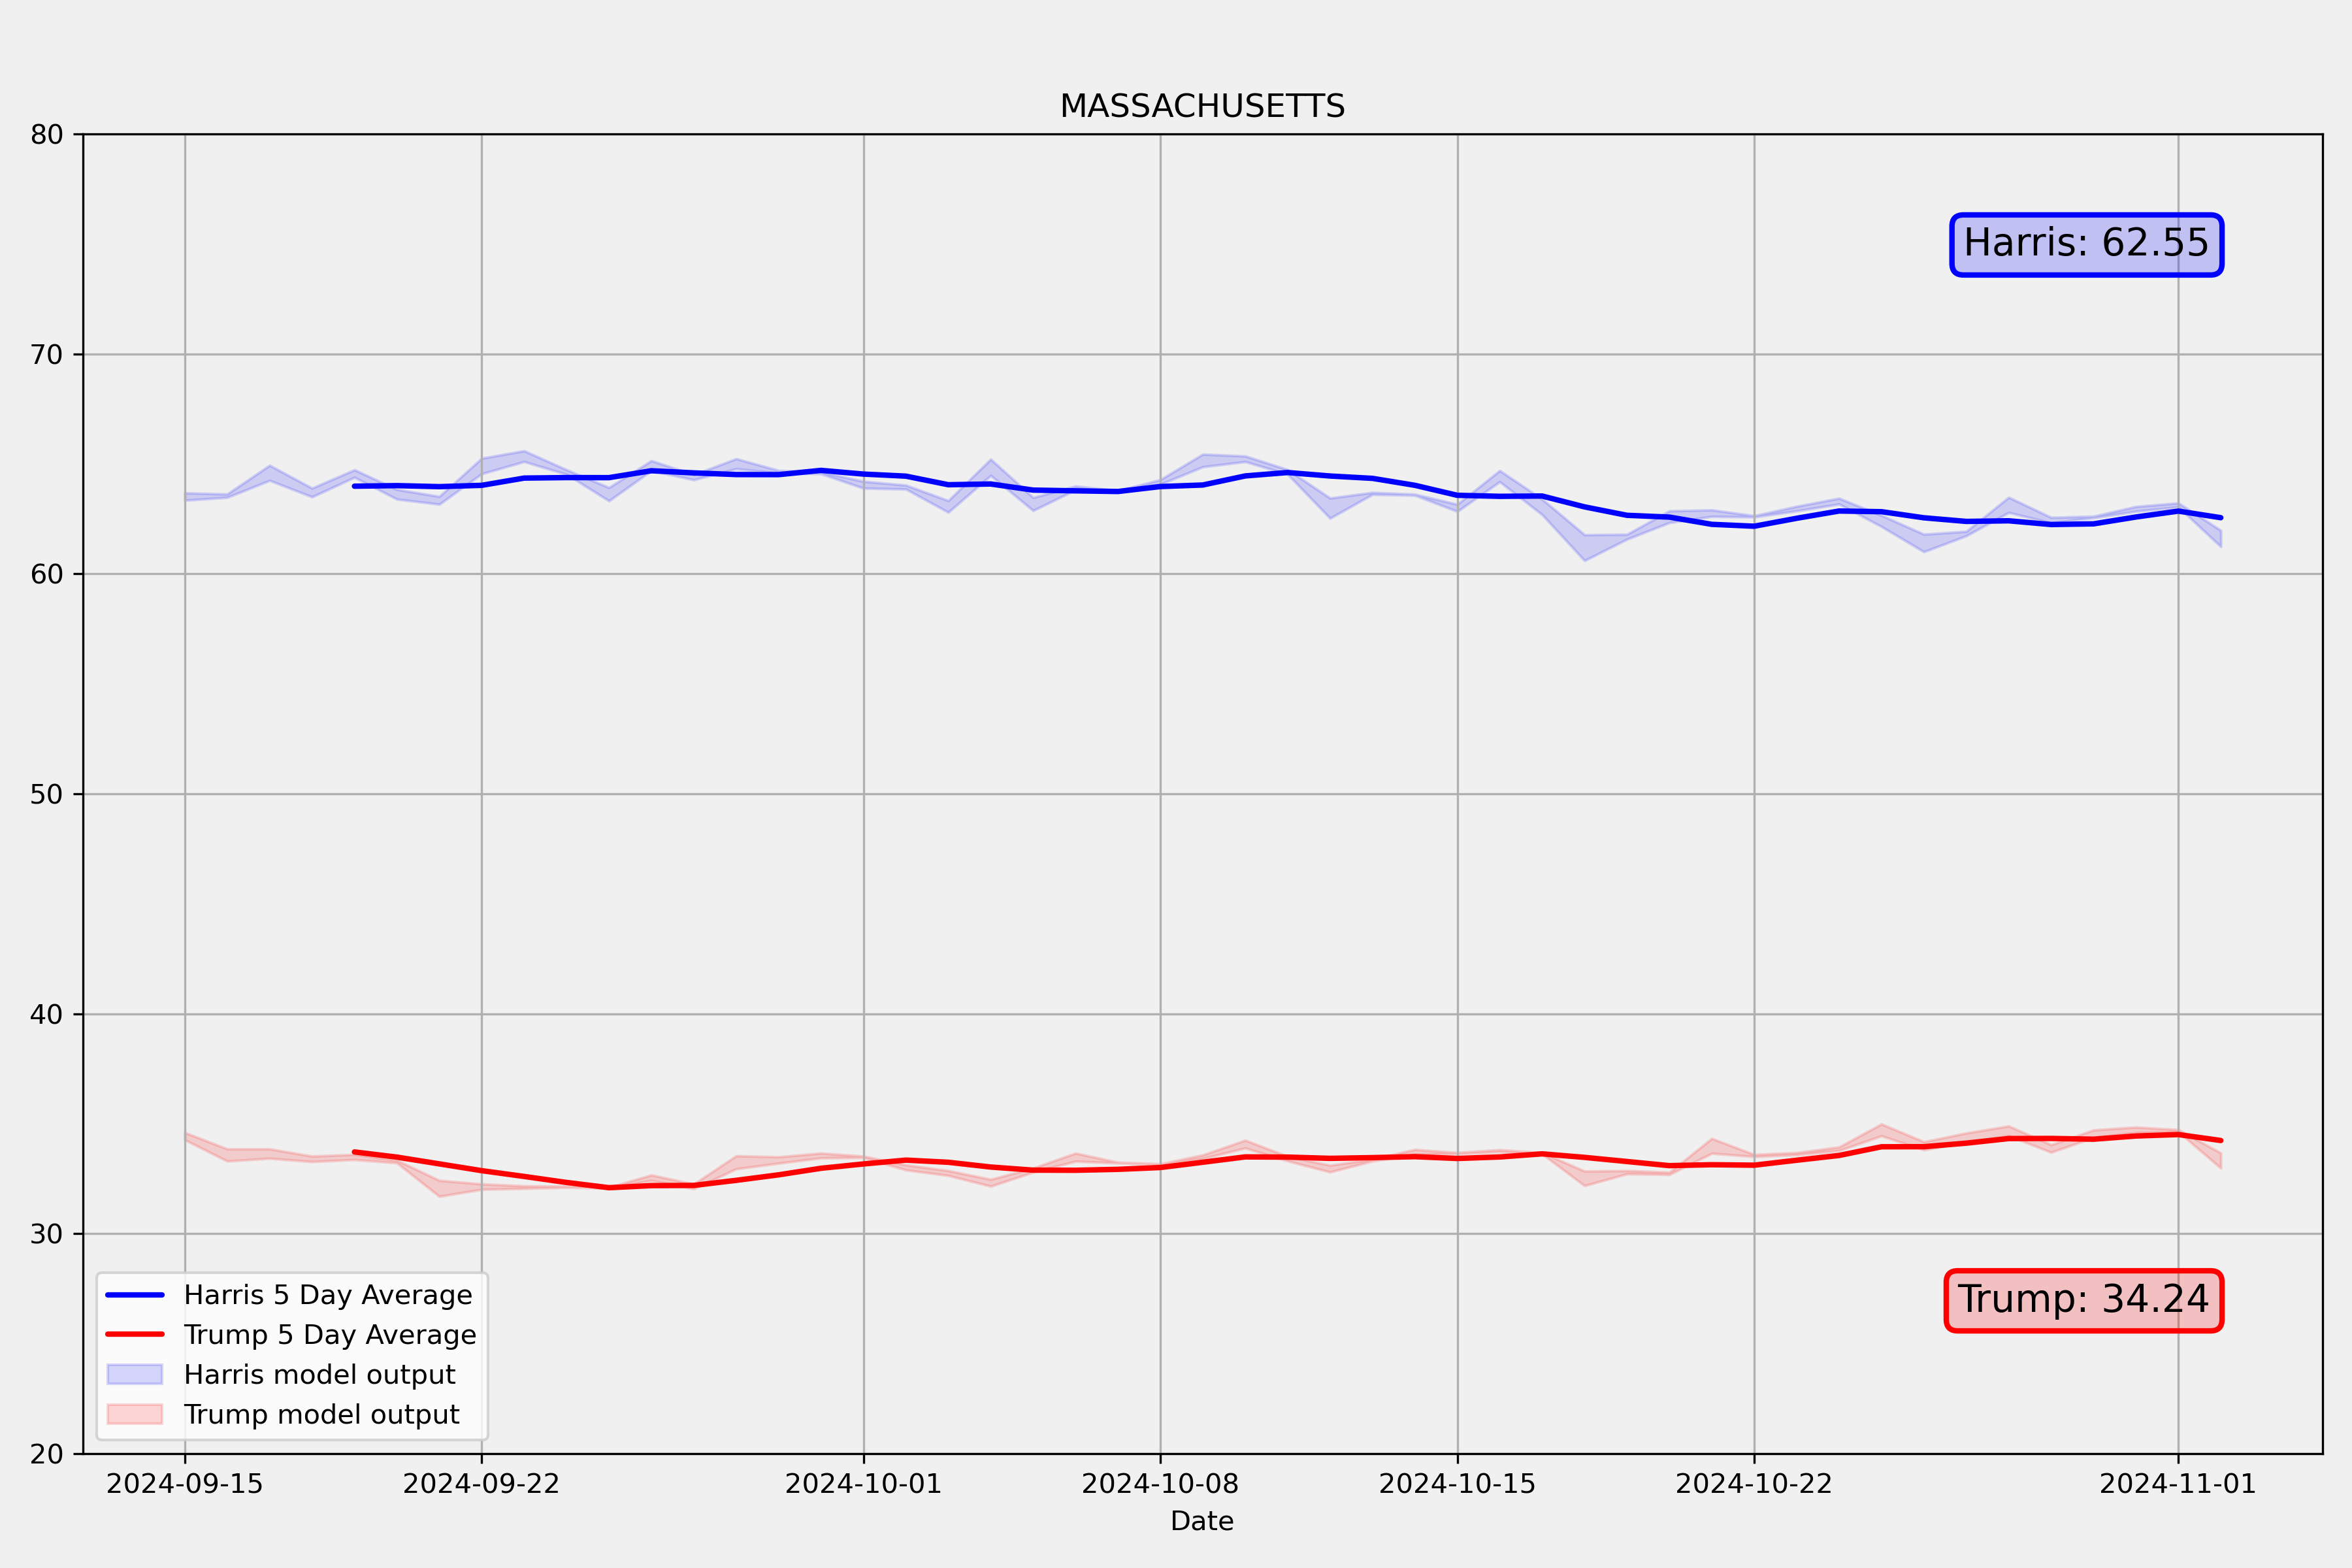 MASSACHUSETTS
80
70
60
50
40
30
20
Harris: 62.55
Trump: 34.24
Harris 5 Day Average
Trump 5 Day Average
Harris model output
Trump model output
2024-09-15 2024-09-22 2024-10-01 2024-10-08 2024-10-15 2024-10-22 2024-11-01
Date